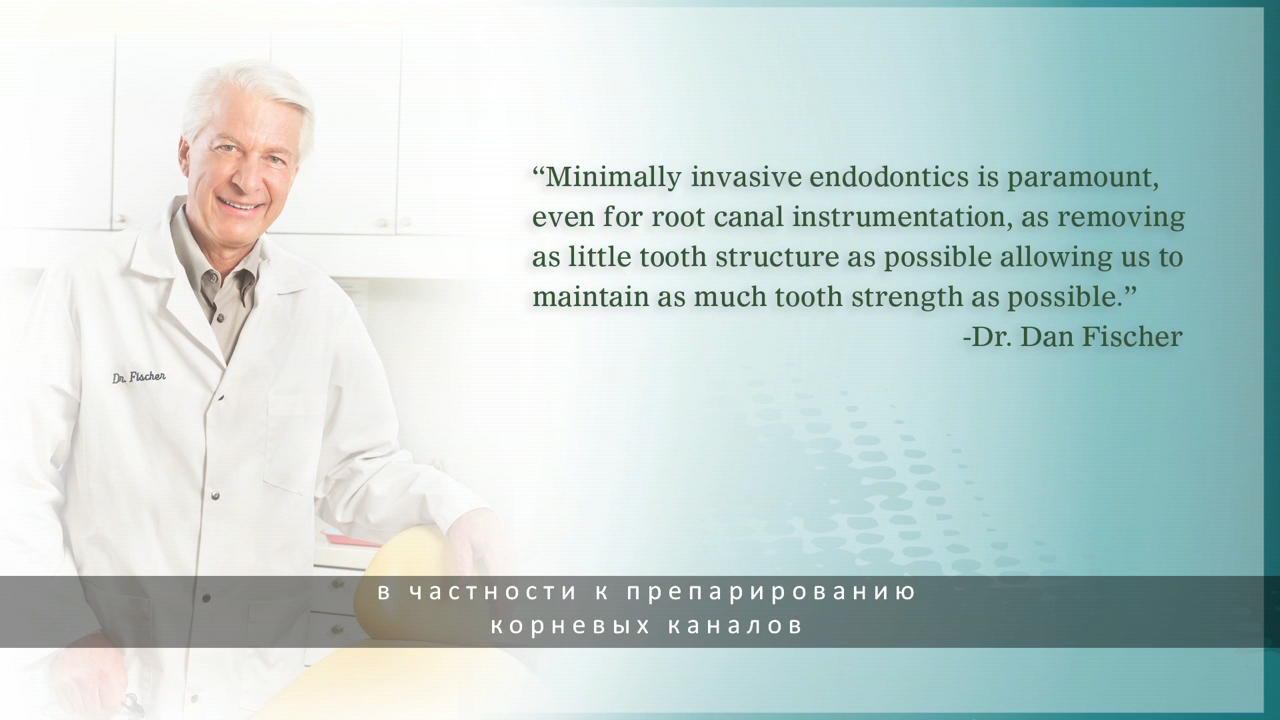 “Minimally invasive endodontics is paramount,
even for root canal instrumentation, as removing
as little tooth structure as possible allowing us to
maintain as much tooth strength as possible.”
-Dr. Dan Fischer
Dr. Fischer
в частности к препарированию
корневых каналов